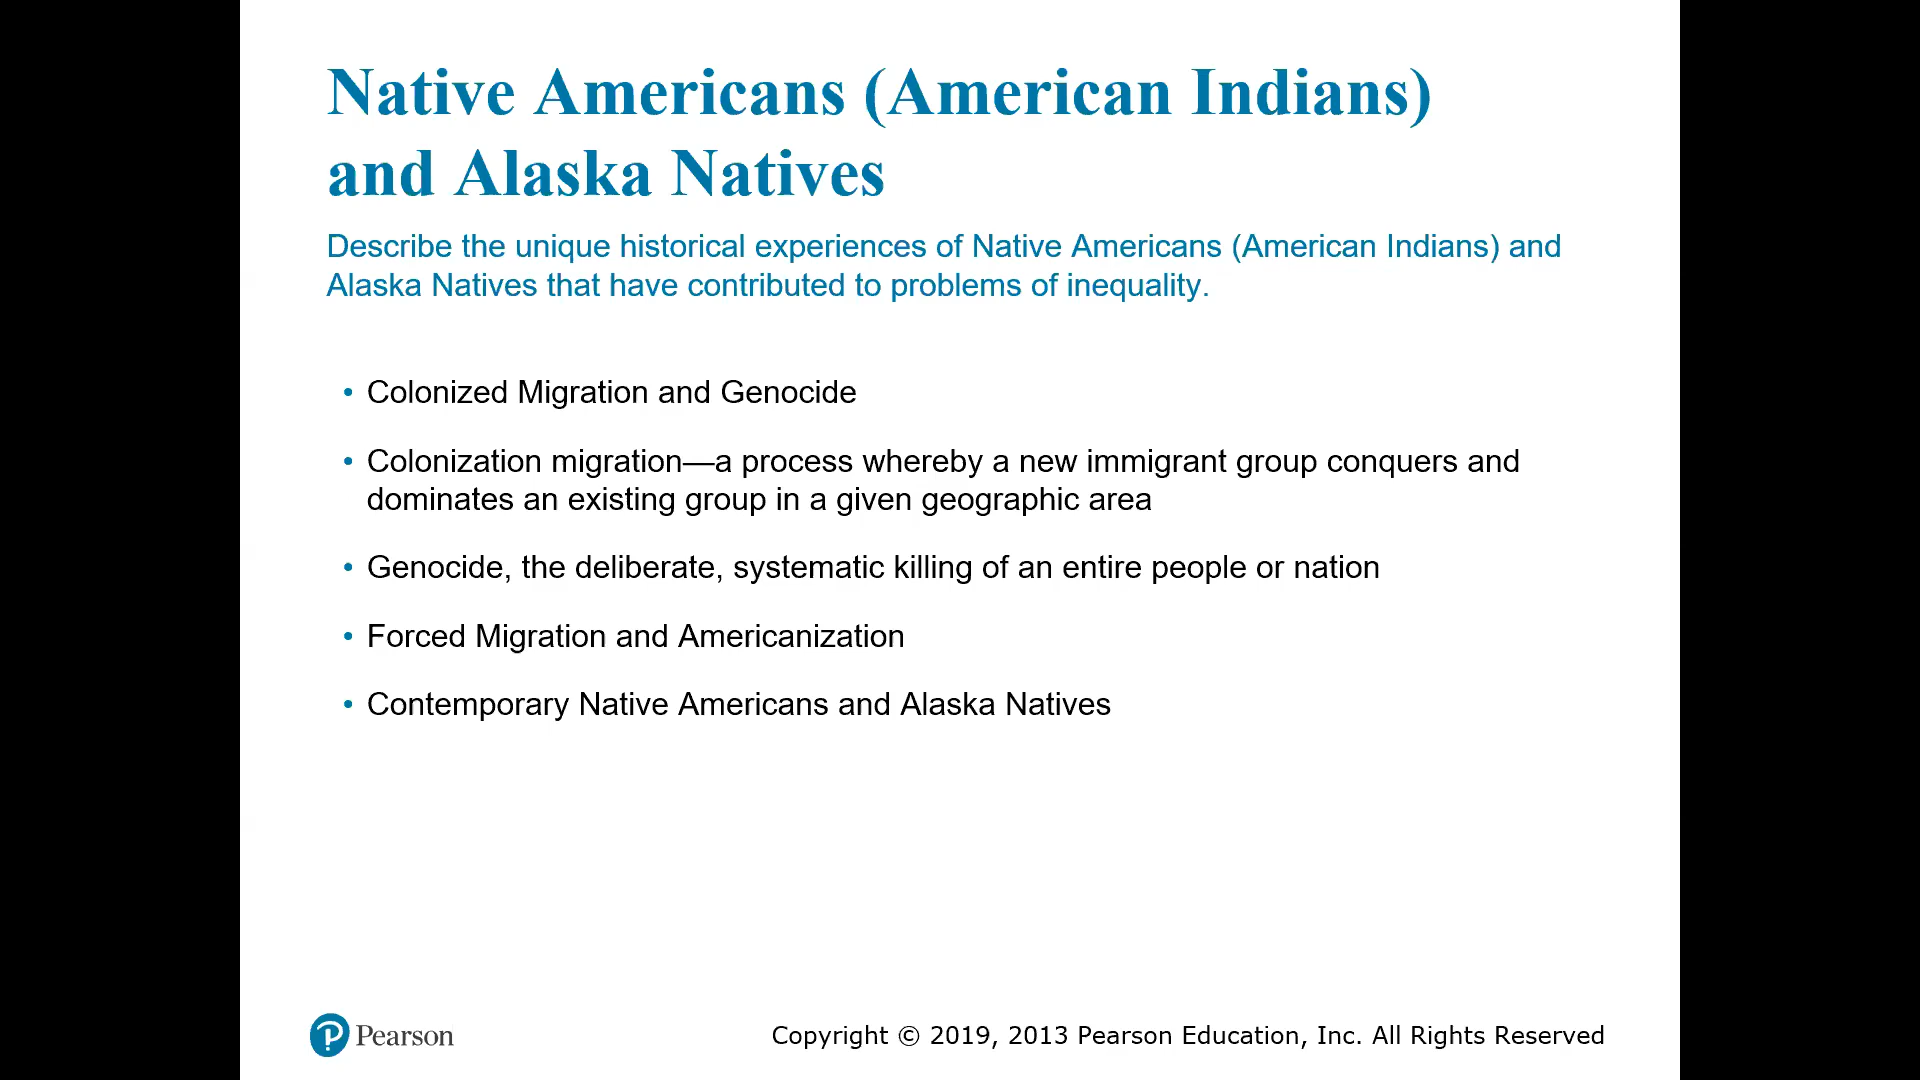 Native Americans (American Indians)
and Alaska Natives
Describe the unique historical experiences of Native Americans (American Indians) and
Alaska Natives that have contributed to problems of inequality.
• Colonized Migration and Genocide
• Colonization migration—a process whereby a new immigrant group conquers and
dominates an existing group in a given geographic area
• Genocide, the deliberate, systematic killing of an entire people or nation
• Forced Migration and Americanization
• Contemporary Native Americans and Alaska Natives
P Pearson
Copyright © 2019, 2013 Pearson Education, Inc. All Rights Reserved